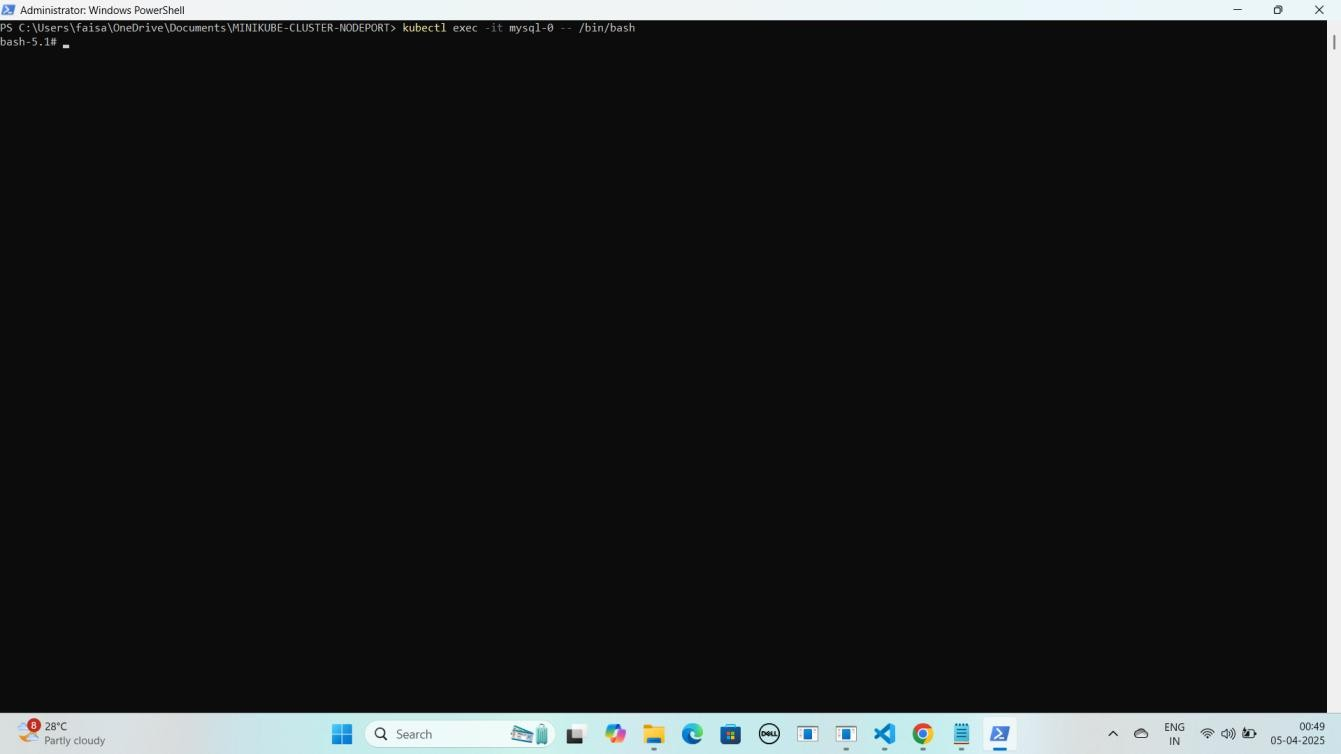 Administrator: Windows PowerShell
PS C:\Users\faisa\OneDrive\Documents\MINIKUBE-CLUSTER-NODEPORT> kubectl exec -it mysql-0 -- /bin/bash
bash-5.1#
8
28°C
Partly cloudy
Search
DELL
ENG
IN
00:49
05-04-2025